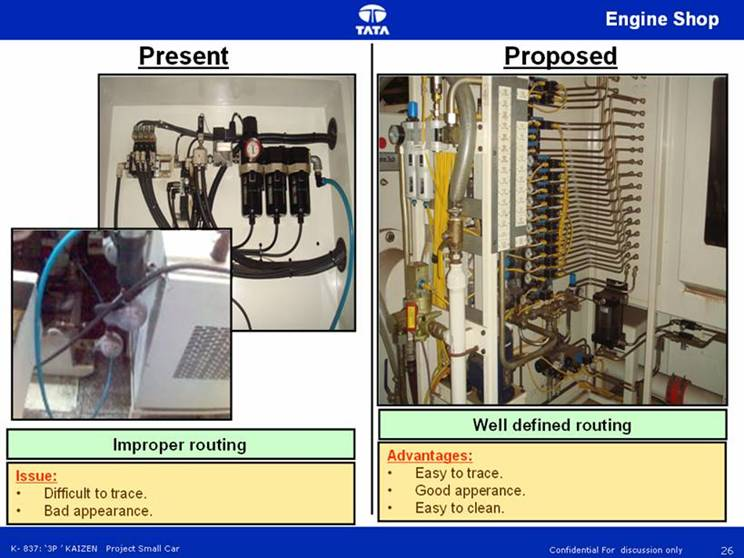 TATA
Engine Shop
Present
Proposed
Improper routing
Issue:
• Difficult to trace.
• Bad appearance.
Well defined routing
Advantages:
• Easy to trace.
• Good apperance.
• Easy to clean.
K- 837: '3P ' KAIZEN Project Small Car
Confidential For discussion only
26